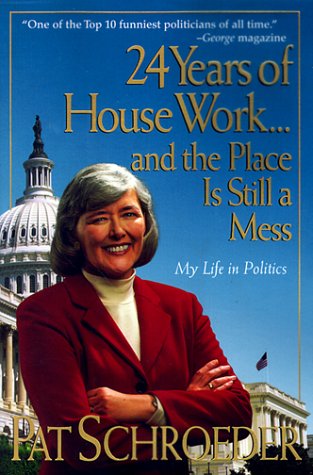 "One of the Top 10 funniest politicians of all time."
–George magazine
24 Years of
House Work...
and the Place
Is Still a
Mess
My Life in Politics
PAT SCHROEDER